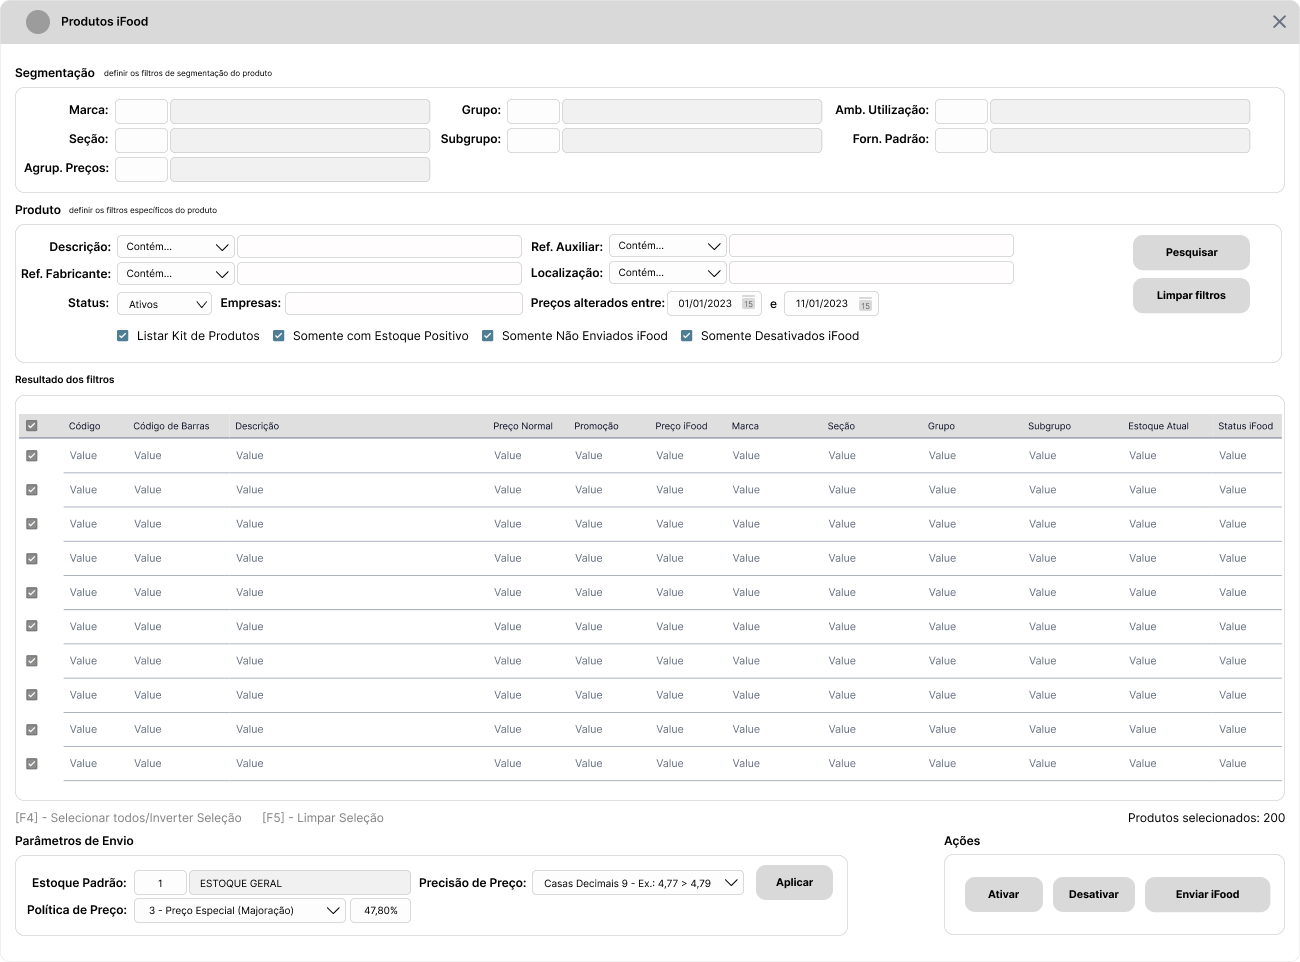 Produtos iFood
Segmentação definir os filtros de segmentação do produto
Marca: Grupo: Amb. Utilização:
Seção: Subgrupo: Forn. Padrão:
Agrup. Preços:
Produto definir os filtros específicos do produto
Descrição: Contém... Ref. Auxiliar: Contém... Pesquisar
Ref. Fabricante: Contém... Localização: Contém...
Limpar filtros
Status: Ativos Empresas: Preços alterados entre: 01/01/2023 15 e 11/01/2023 15
Listar Kit de Produtos Somente com Estoque Positivo Somente Não Enviados iFood Somente Desativados iFood
Resultado dos filtros
Código Código de Barras Descrição Preço Normal Promoção Preço iFood Marca Seção Grupo Subgrupo Estoque Atual Status iFood
Value Value Value Value Value Value Value Value Value Value Value Value
Value Value Value Value Value Value Value Value Value Value Value Value
Value Value Value Value Value Value Value Value Value Value Value Value
Value Value Value Value Value Value Value Value Value Value Value Value
Value Value Value Value Value Value Value Value Value Value Value Value
Value Value Value Value Value Value Value Value Value Value Value Value
Value Value Value Value Value Value Value Value Value Value Value Value
Value Value Value Value Value Value Value Value Value Value Value Value
Value Value Value Value Value Value Value Value Value Value Value Value
Value Value Value Value Value Value Value Value Value Value Value Value
[F4] - Selecionar todos/Inverter Seleção [F5] - Limpar Seleção Produtos selecionados: 200
Parâmetros de Envio Ações
Estoque Padrão: 1 ESTOQUE GERAL Precisão de Preço: Casas Decimais 9 - Ex.: 4,77 > 4,79 Aplicar
Ativar Desativar Enviar iFood
Política de Preço: 3 - Preço Especial (Majoração) 47,80%